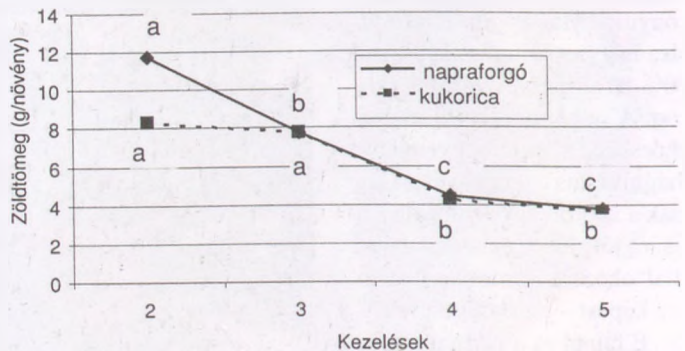 Zöldtömeg (g/növény)
14
12
10
8
6
4
2
0
a
b
c
c
a
a
b
b
napraforgó
kukorica
2 3 4 5
Kezelések